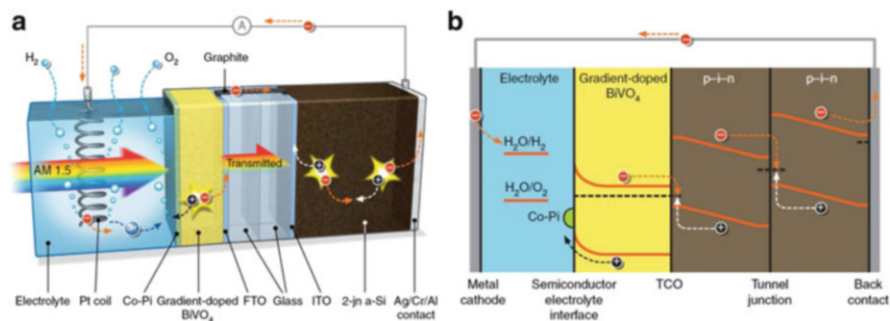 a
A
H2
O2
Graphite
AM 1.5
Transmitted
Electrolyte
Pt coil
Co-Pi
Gradient-doped
BiVO4
FTO
Glass
ITO
2-jn a-Si
Ag/Cr/Al
contact
b
Electrolyte
Gradient-doped
BiVO4
p–i–n
p–i–n
H2O/H2
H2O/O2
Co-Pi
Metal
cathode
Semiconductor
electrolyte
interface
TCO
Tunnel
junction
Back
contact